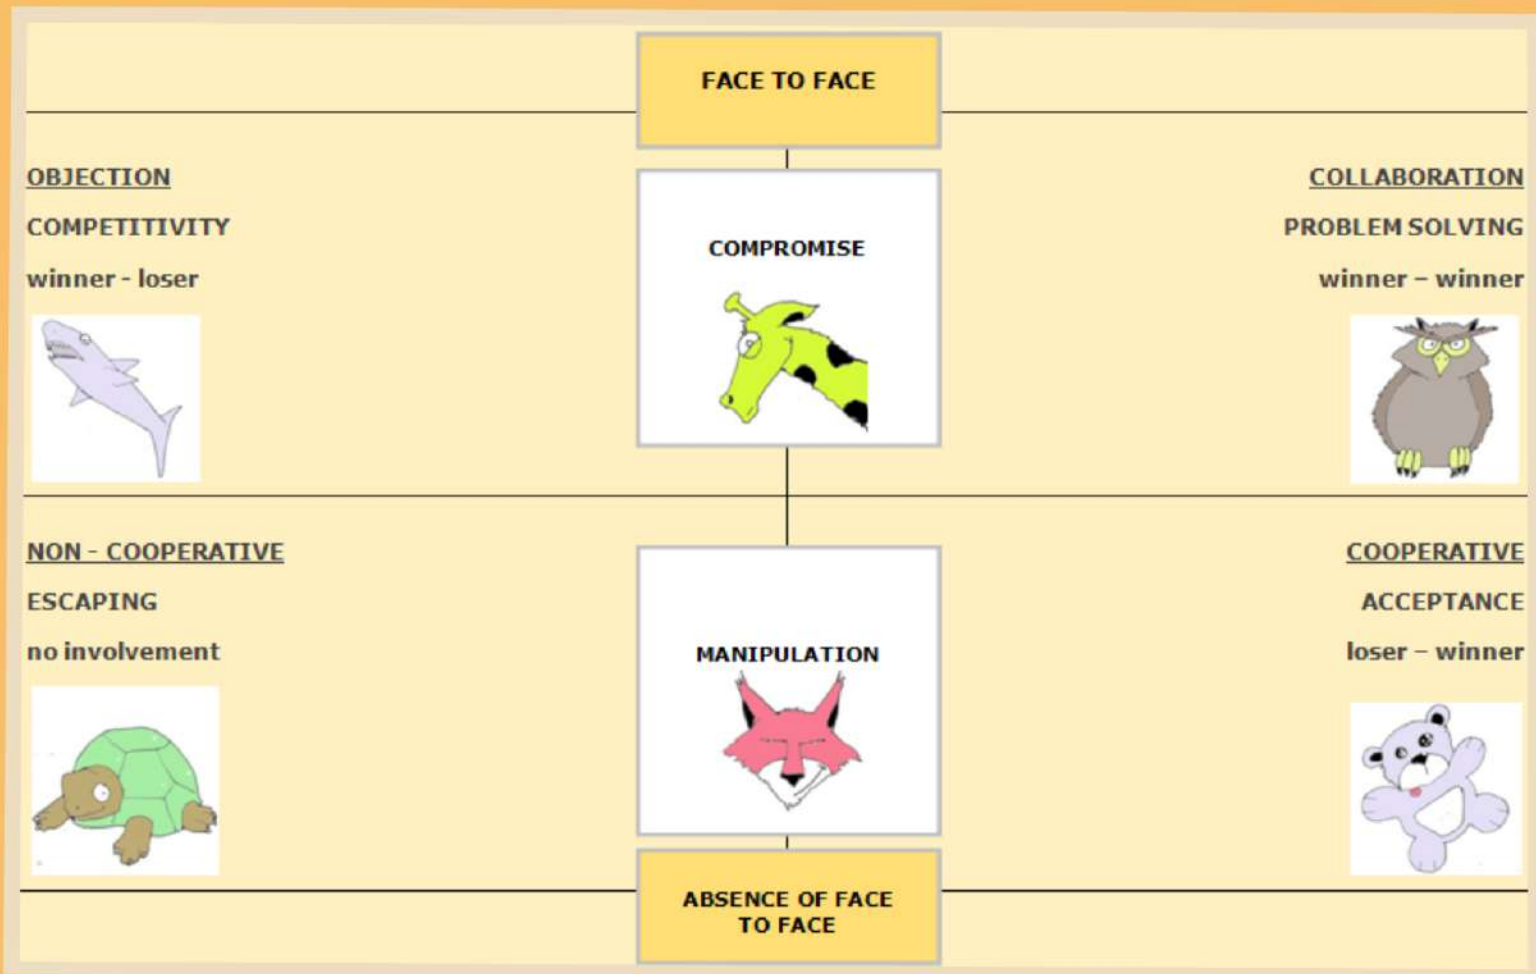 FACE TO FACE
OBJECTION
COMPETITIVITY
winner - loser
COMPROMISE
COLLABORATION
PROBLEM SOLVING
winner – winner
NON - COOPERATIVE
ESCAPING
no involvement
MANIPULATION
COOPERATIVE
ACCEPTANCE
loser – winner
ABSENCE OF FACE
TO FACE